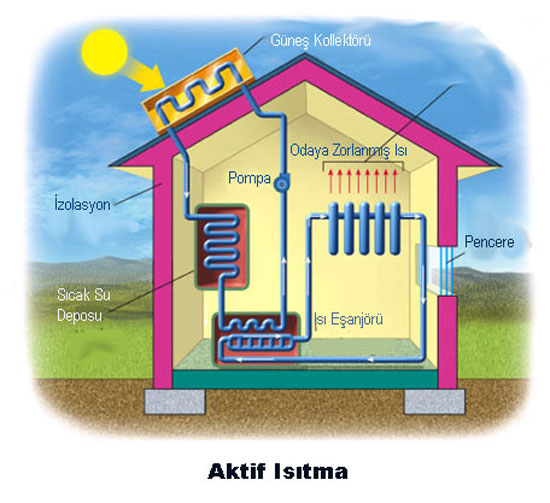 Güneş Kollektörü
Odaya Zorlanmış Isı
Pompa
İzolasyon
Pencere
Sıcak Su
Deposu
Isı Eşanjörü
Aktif Isıtma